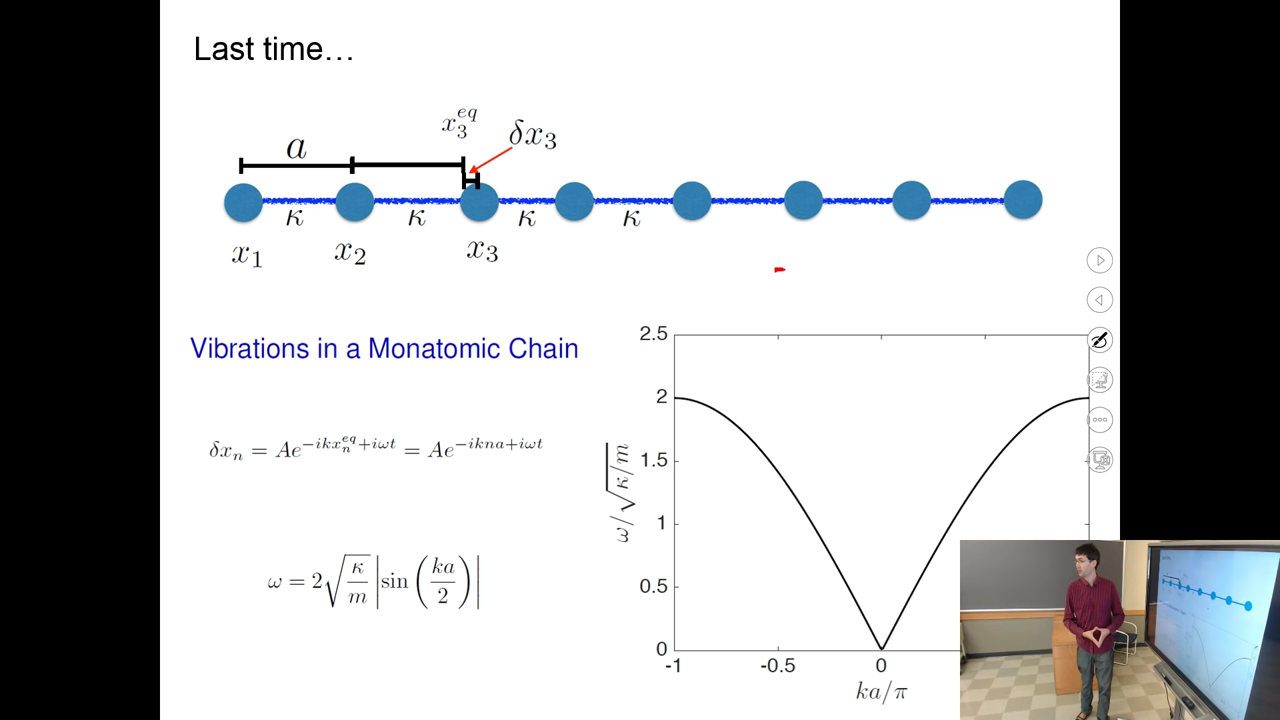 Last time…
a
x_3^{eq}
δx_3
κ κ κ κ
x_1 x_2 x_3
Vibrations in a Monatomic Chain
δx_n = Ae^{-ikx_n^{eq}+iωt} = Ae^{-ikna+iωt}
ω = 2√(κ/m) |sin(ka/2)|
ω/√κ/m
2.5
2
1.5
1
0.5
0
-1 -0.5 0
ka/π